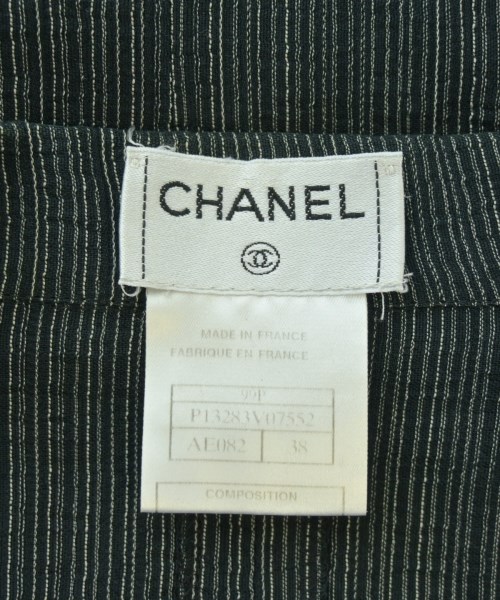 CHANEL
MADE IN FRANCE
FABRIQUE EN FRANCE
99P
P13283V07552
AE082 38
COMPOSITION